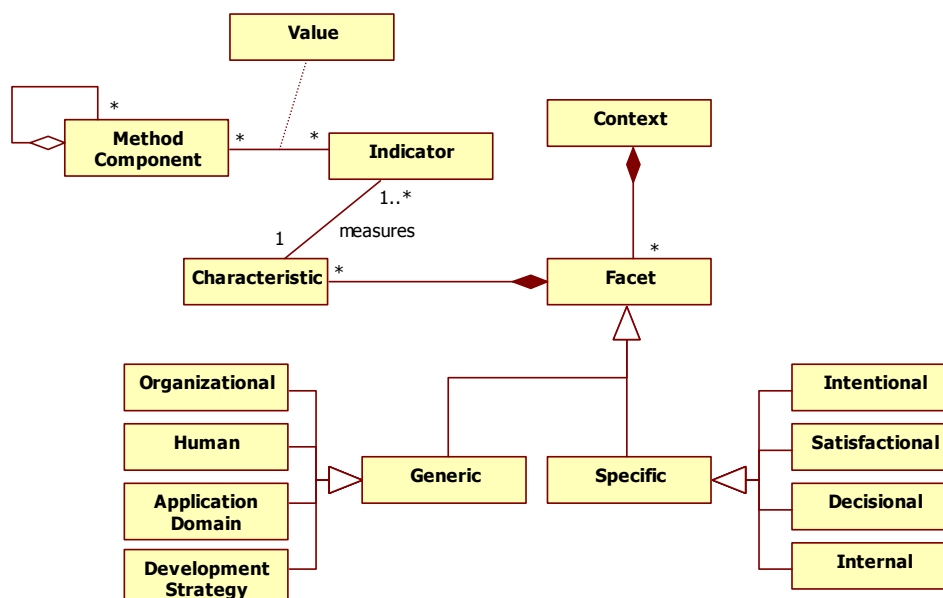 Value
*
Method
Component
*
*
Indicator
Context
1..*
measures
1
*
Characteristic
*
Facet
Organizational
Human
Application
Domain
Development
Strategy
Generic
Specific
Intentional
Satisfactional
Decisional
Internal